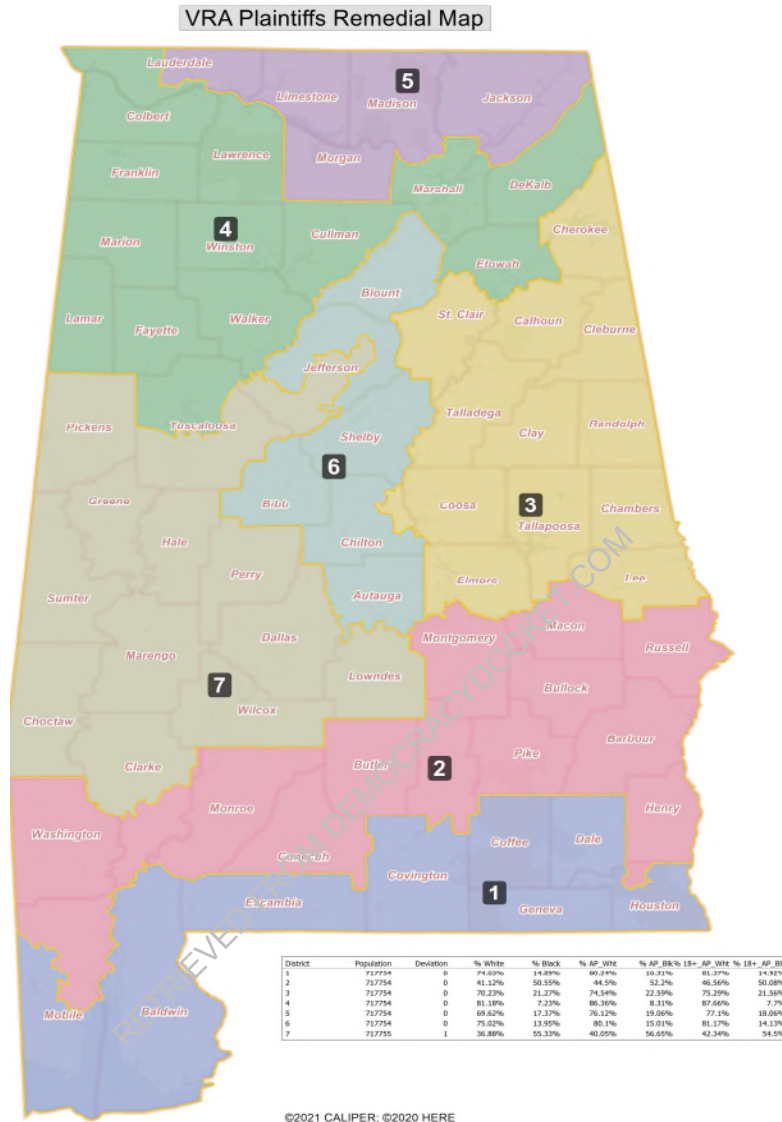 VRA Plaintiffs Remedial Map
Lauderdale
5
Limestone
Madison
Jackson
Colbert
Lawrence
Morgan
Franklin
Marshall
DeKalb
4
Marion
Winston
Cullman
Cherokee
Etowah
Blount
Lamar
Fayette
Walker
St. Clair
Calhoun
Cleburne
Jefferson
Pickens
Tuscaloosa
Talladega
Clay
Randolph
Shelby
6
Greene
Bibb
Coosa
3
Tallapoosa
Chambers
Hale
Chilton
Perry
Elmore
Lee
Sumter
Autauga
Dallas
Montgomery
Macon
Russell
Marengo
Lowndes
7
Wilcox
Bullock
Choctaw
Clarke
Butler
2
Pike
Barbour
Monroe
Henry
Washington
Conecuh
Coffee
Dale
Covington
1
Escambia
Geneva
Houston
Mobile
Baldwin
RETRIEVED FROM DEMOCRACYDOCKET.COM
District Population Deviation % White % Black % AP_Wht % AP_Blk % 18+_AP_Wht % 18+_AP_Bl
1 717754 0 74.65% 14.89% 80.24% 16.31% 81.37% 14.92%
2 717754 0 41.12% 50.55% 44.5% 52.2% 46.56% 50.08%
3 717754 0 70.23% 21.27% 74.54% 22.59% 75.29% 21.56%
4 717754 0 81.18% 7.23% 86.36% 8.31% 87.66% 7.7%
5 717754 0 69.62% 17.37% 76.12% 19.06% 77.1% 18.06%
6 717754 0 75.02% 13.95% 80.1% 15.01% 81.17% 14.13%
7 717755 1 36.88% 55.33% 40.05% 56.65% 42.34% 54.5%
©2021 CALIPER; ©2020 HERE